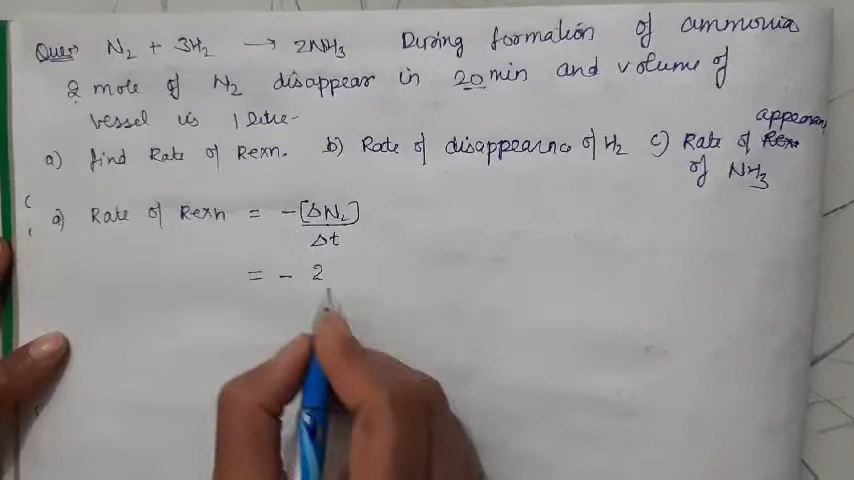 Ques N₂ + 3H₂ → 2NH₃ During formation of ammonia
2 mole of N₂ disappear in 20 min and volume of
vessel is 1 litre-
a) find Rate of Rexn. b) Rate of disappearnce of H₂ c) Rate of appearan
of NH₃
a) Rate of Rexn = -[ΔN₂]
Δt
= - 2